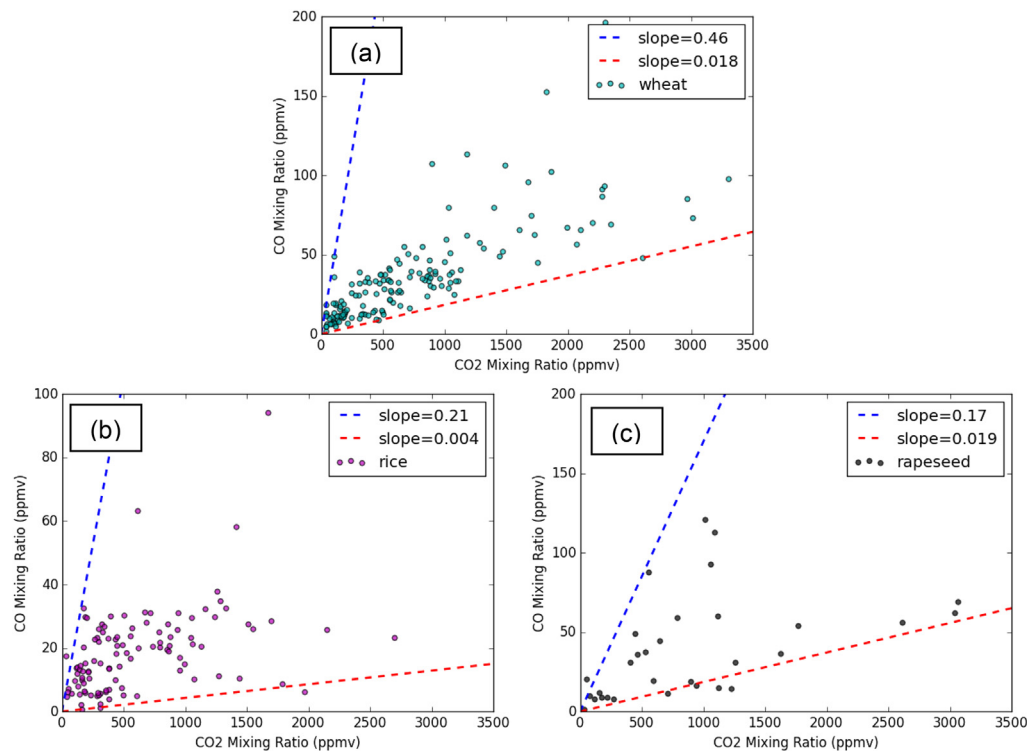 200
(a)
slope=0.46
slope=0.018
wheat
150
100
50
0
CO Mixing Ratio (ppmv)
0 500 1000 1500 2000 2500 3000 3500
CO2 Mixing Ratio (ppmv)
100
(b)
slope=0.21
slope=0.004
rice
80
60
40
20
0
CO Mixing Ratio (ppmv)
0 500 1000 1500 2000 2500 3000 3500
CO2 Mixing Ratio (ppmv)
200
(c)
slope=0.17
slope=0.019
rapeseed
150
100
50
0
CO Mixing Ratio (ppmv)
0 500 1000 1500 2000 2500 3000 3500
CO2 Mixing Ratio (ppmv)